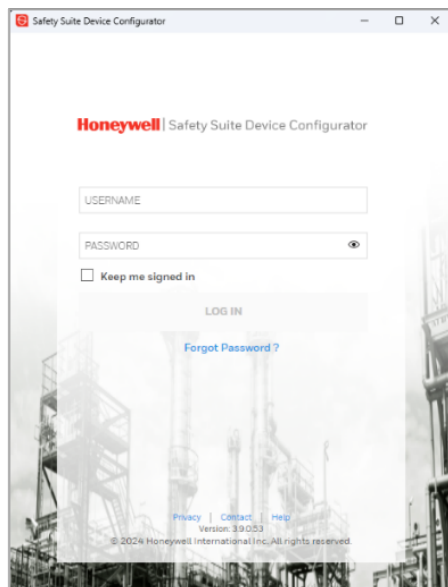 Safety Suite Device Configurator
Honeywell | Safety Suite Device Configurator
USERNAME
PASSWORD
Keep me signed in
LOG IN
Forgot Password ?
Privacy | Contact | Help
Version: 3.9.0.53
© 2024 Honeywell International Inc. All rights reserved.